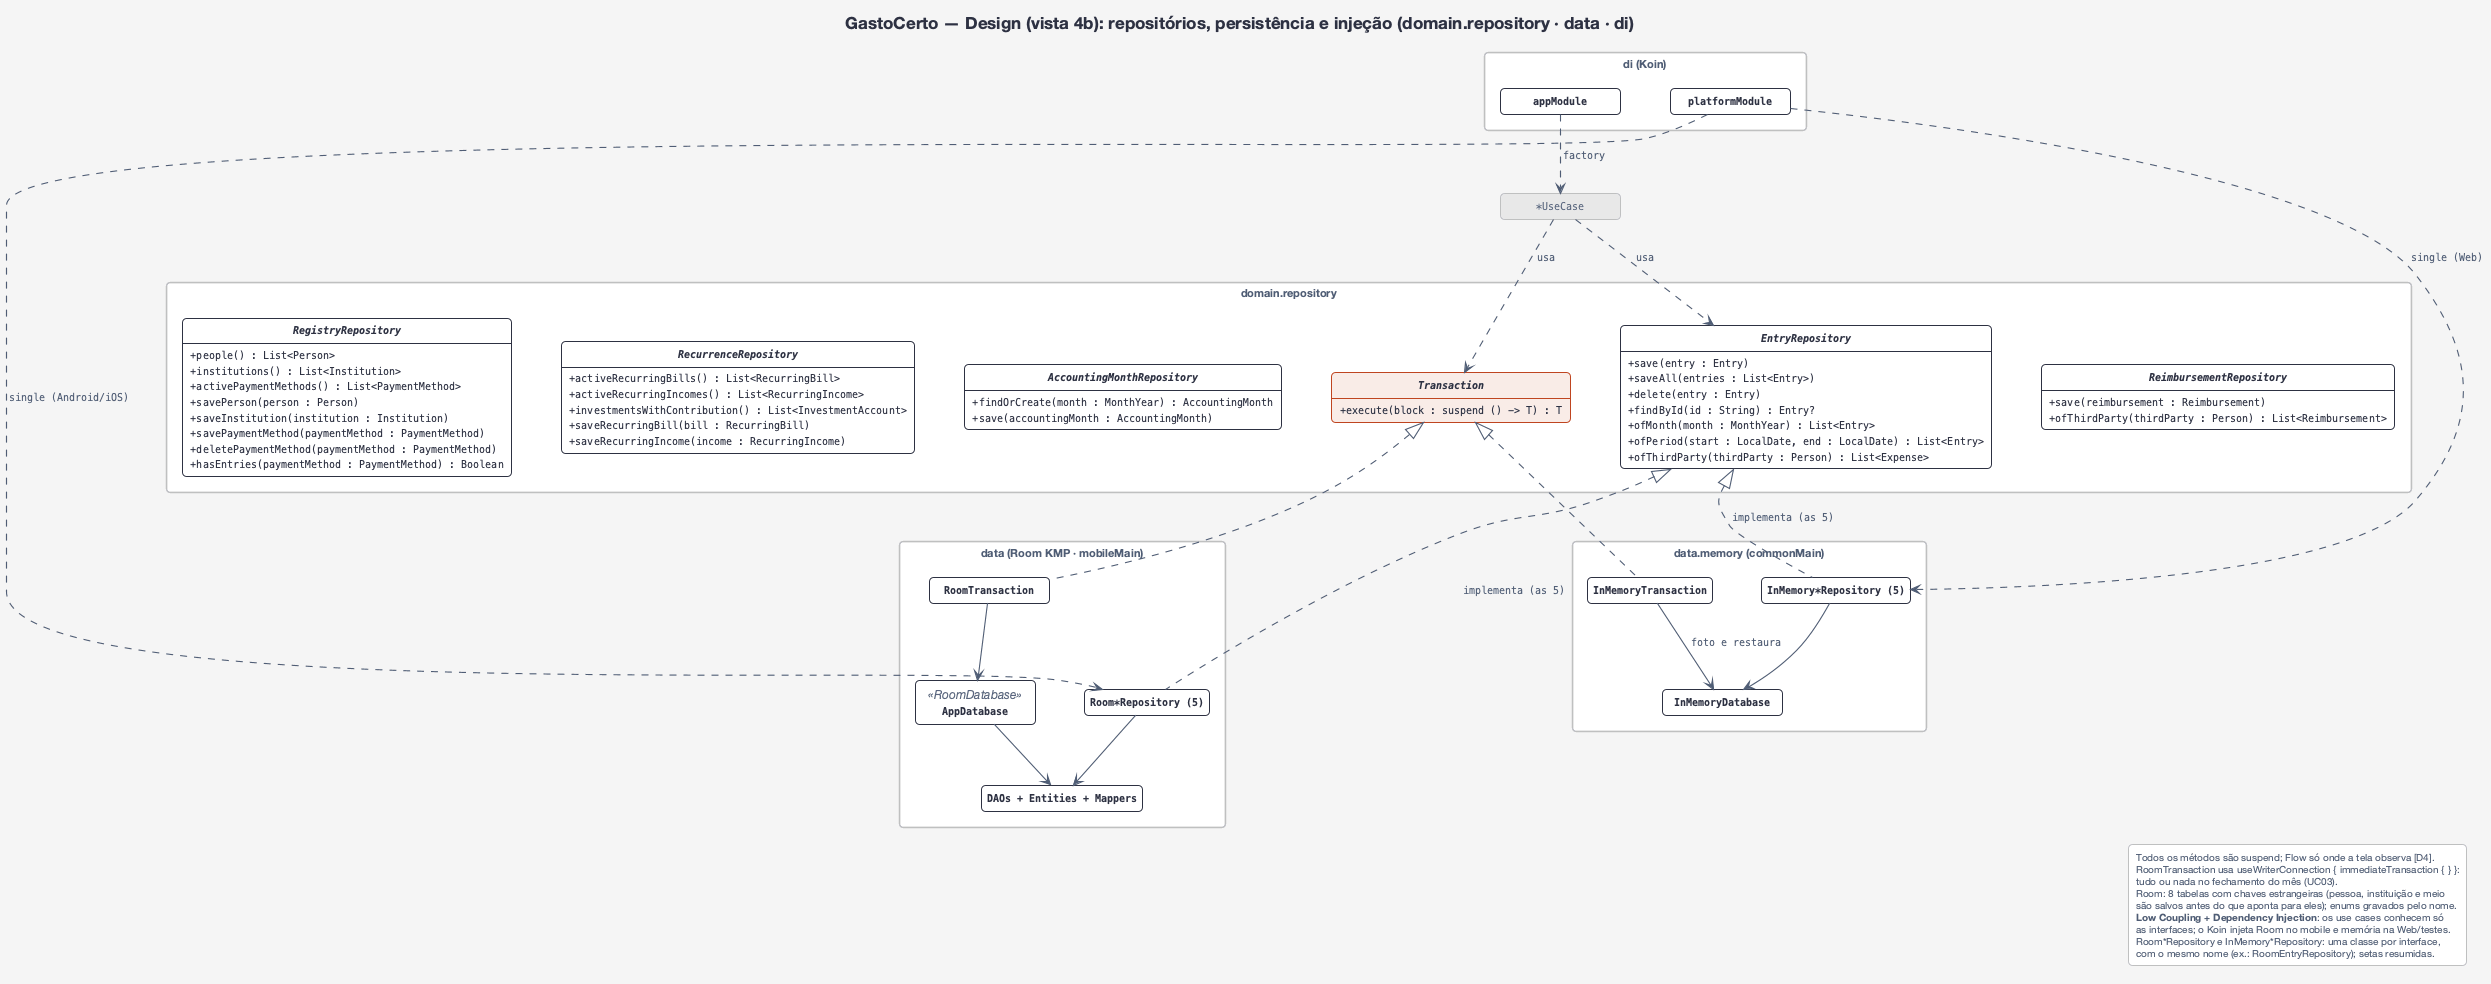 GastoCerto — Design (vista 4b): repositórios, persistência e injeção (domain.repository · data · di)
di (Koin)
appModule
platformModule
factory
*UseCase
usa
usa
single (Web)
single (Android/iOS)
domain.repository
RegistryRepository
+people() : List<Person>
+institutions() : List<Institution>
+activePaymentMethods() : List<PaymentMethod>
+savePerson(person : Person)
+saveInstitution(institution : Institution)
+savePaymentMethod(paymentMethod : PaymentMethod)
+deletePaymentMethod(paymentMethod : PaymentMethod)
+hasEntries(paymentMethod : PaymentMethod) : Boolean
RecurrenceRepository
+activeRecurringBills() : List<RecurringBill>
+activeRecurringIncomes() : List<RecurringIncome>
+investmentsWithContribution() : List<InvestmentAccount>
+saveRecurringBill(bill : RecurringBill)
+saveRecurringIncome(income : RecurringIncome)
AccountingMonthRepository
+findOrCreate(month : MonthYear) : AccountingMonth
+save(accountingMonth : AccountingMonth)
Transaction
+execute(block : suspend () −> T) : T
EntryRepository
+save(entry : Entry)
+saveAll(entries : List<Entry>)
+delete(entry : Entry)
+findById(id : String) : Entry?
+ofMonth(month : MonthYear) : List<Entry>
+ofPeriod(start : LocalDate, end : LocalDate) : List<Entry>
+ofThirdParty(thirdParty : Person) : List<Expense>
ReimbursementRepository
+save(reimbursement : Reimbursement)
+ofThirdParty(thirdParty : Person) : List<Reimbursement>
implementa (as 5)
implementa (as 5)
data (Room KMP · mobileMain)
RoomTransaction
«RoomDatabase»
AppDatabase
Room*Repository (5)
DAOs + Entities + Mappers
data.memory (commonMain)
InMemoryTransaction
InMemory*Repository (5)
foto e restaura
InMemoryDatabase
Todos os métodos são suspend; Flow só onde a tela observa [D4].
RoomTransaction usa useWriterConnection { immediateTransaction { } }:
tudo ou nada no fechamento do mês (UC03).
Room: 8 tabelas com chaves estrangeiras (pessoa, instituição e meio
são salvos antes do que aponta para eles); enums gravados pelo nome.
Low Coupling + Dependency Injection: os use cases conhecem só
as interfaces; o Koin injeta Room no mobile e memória na Web/testes.
Room*Repository e InMemory*Repository: uma classe por interface,
com o mesmo nome (ex.: RoomEntryRepository); setas resumidas.